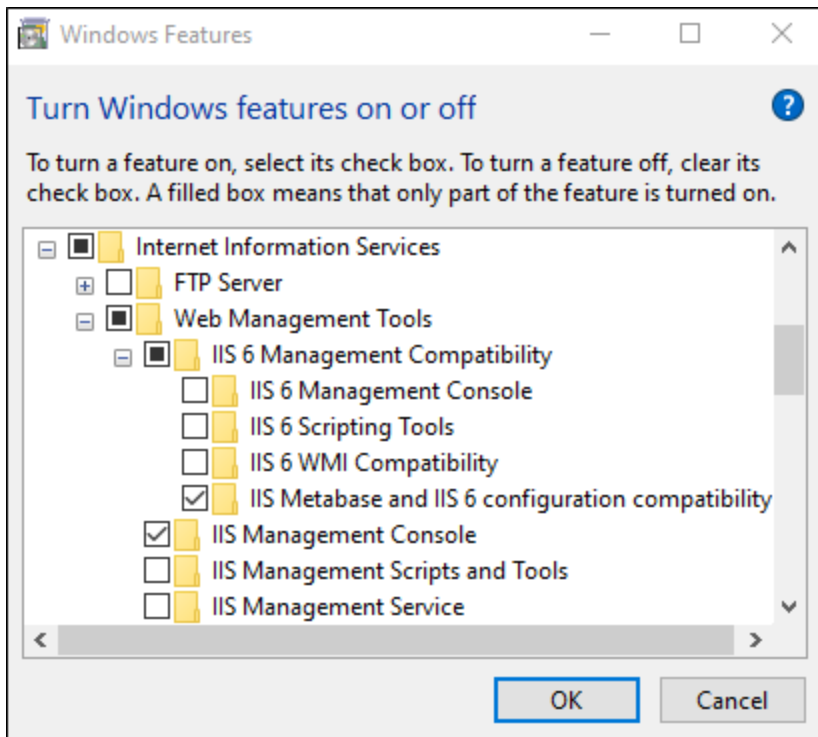 Windows Features
Turn Windows features on or off
?
To turn a feature on, select its check box. To turn a feature off, clear its
check box. A filled box means that only part of the feature is turned on.
Internet Information Services
FTP Server
Web Management Tools
IIS 6 Management Compatibility
IIS 6 Management Console
IIS 6 Scripting Tools
IIS 6 WMI Compatibility
IIS Metabase and IIS 6 configuration compatibility
IIS Management Console
IIS Management Scripts and Tools
IIS Management Service
OK Cancel